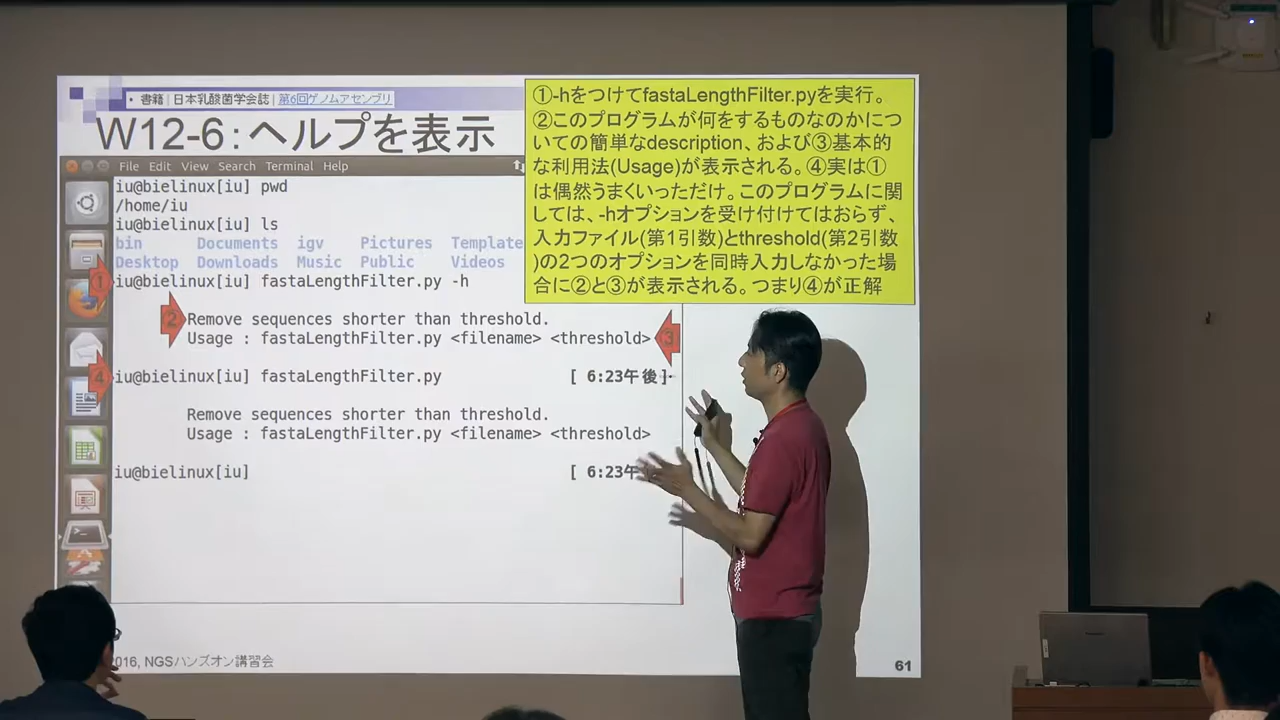 ・書籍 | 日本乳酸菌学会誌 | 第6回ゲノムアセンブリ
W12-6：ヘルプを表示
①-hをつけてfastaLengthFilter.pyを実行。
②このプログラムが何をするものなのかにつ
いての簡単なdescription、および③基本的
な利用法(Usage)が表示される。④実は①
は偶然うまくいっただけ。このプログラムに関
しては、-hオプションを受け付けてはおらず、
入力ファイル(第1引数)とthreshold(第2引数
)の2つのオプションを同時入力しなかった場
合に②と③が表示される。つまり④が正解
File Edit View Search Terminal Help
iu@bielinux[iu] pwd
/home/iu
iu@bielinux[iu] ls
bin Documents igv Pictures Template
Desktop Downloads Music Public Videos
① iu@bielinux[iu] fastaLengthFilter.py -h
② Remove sequences shorter than threshold.
Usage : fastaLengthFilter.py <filename> <threshold> ③
④ iu@bielinux[iu] fastaLengthFilter.py [ 6:23午後]
Remove sequences shorter than threshold.
Usage : fastaLengthFilter.py <filename> <threshold>
iu@bielinux[iu] [ 6:23午
2016, NGSハンズオン講習会
61